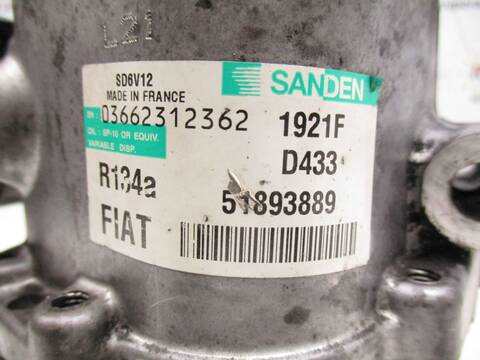 L21
SD6V12
MADE IN FRANCE
SANDEN
SN : 03662312362
1921F
OIL : SP-10 OR EQUIV.
VARIABLE DISP.
D433
R134a
51893889
FIAT